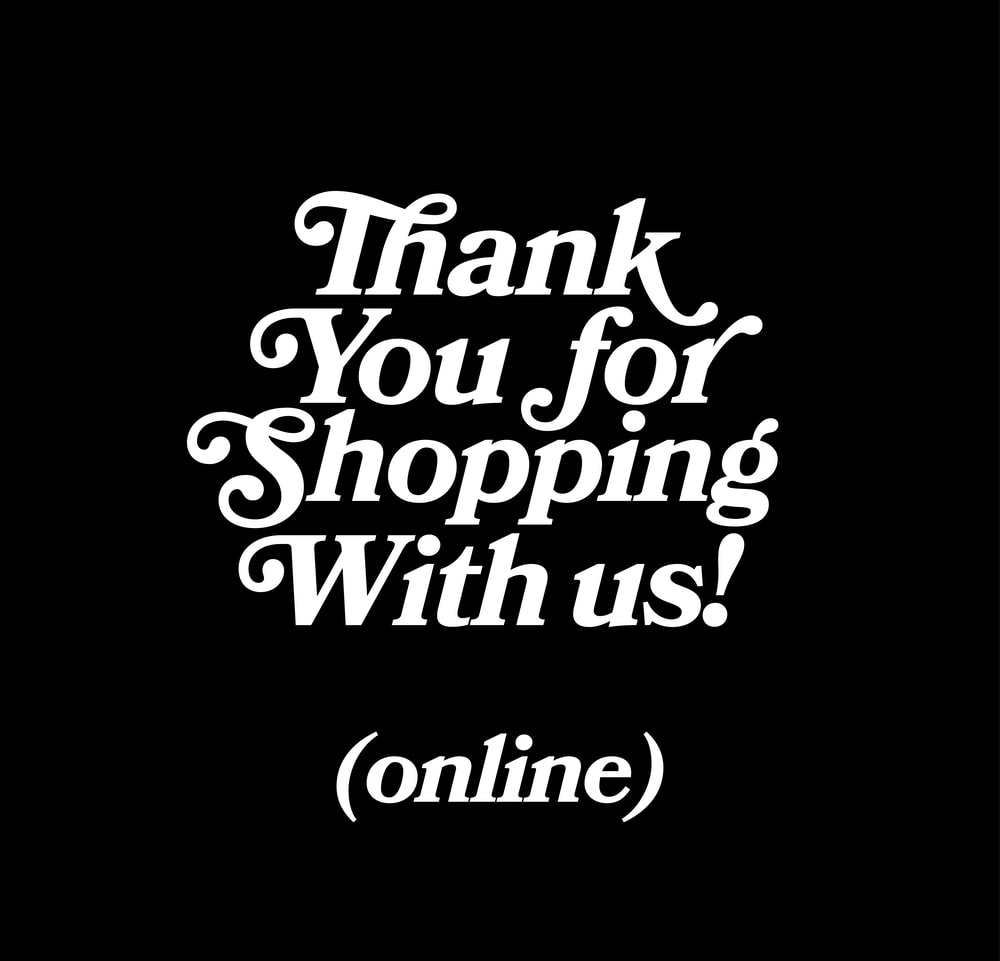 Thank
You for
Shopping
With us!
(online)